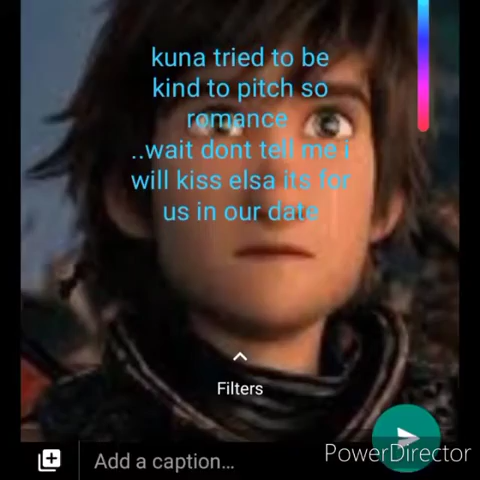 kuna tried to be
kind to pitch so
romance
..wait dont tell me i
will kiss elsa its for
us in our date
Filters
Add a caption...
PowerDirector